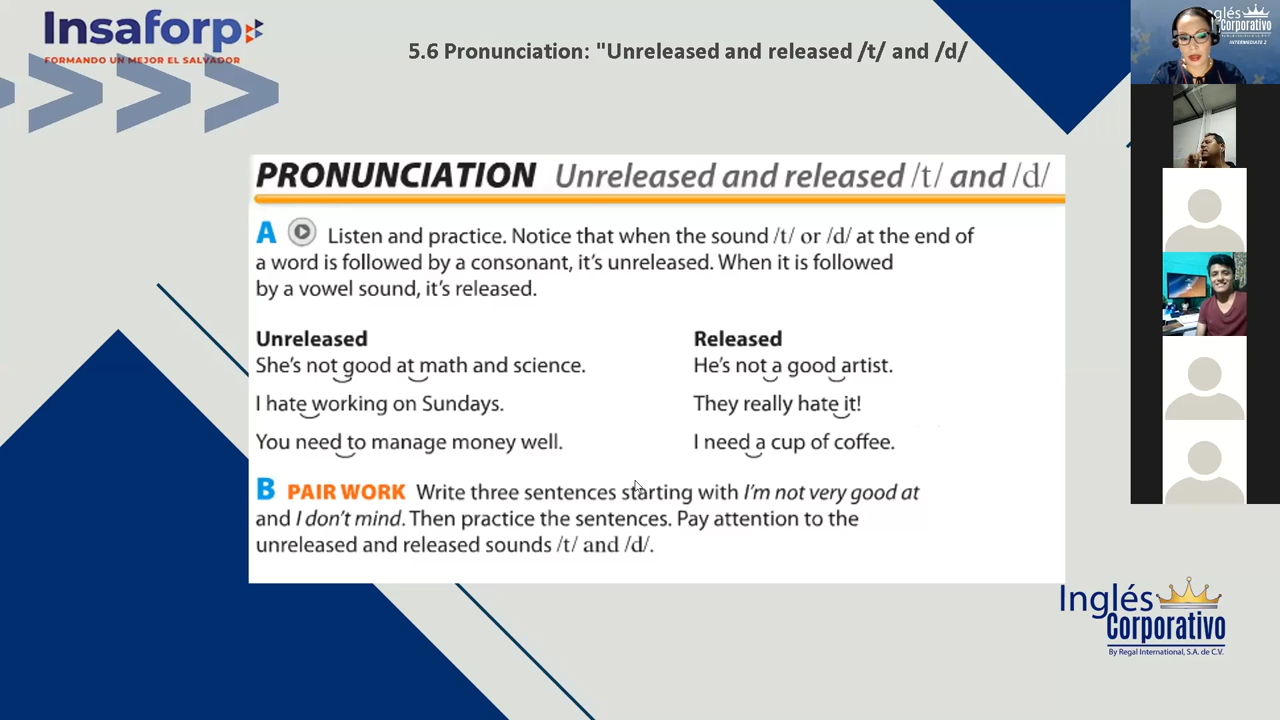 Insaforp
FORMANDO UN MEJOR EL SALVADOR
5.6 Pronunciation: "Unreleased and released /t/ and /d/
Inglés
Corporativo
INTERMEDIATE 2
PRONUNCIATION Unreleased and released /t/ and /d/
A Listen and practice. Notice that when the sound /t/ or /d/ at the end of
a word is followed by a consonant, it's unreleased. When it is followed
by a vowel sound, it's released.
Unreleased
She's not good at math and science.
I hate working on Sundays.
You need to manage money well.
Released
He's not a good artist.
They really hate it!
I need a cup of coffee.
B PAIR WORK Write three sentences starting with I'm not very good at
and I don't mind. Then practice the sentences. Pay attention to the
unreleased and released sounds /t/ and /d/.
Inglés
Corporativo
By Regal International, S.A. de C.V.